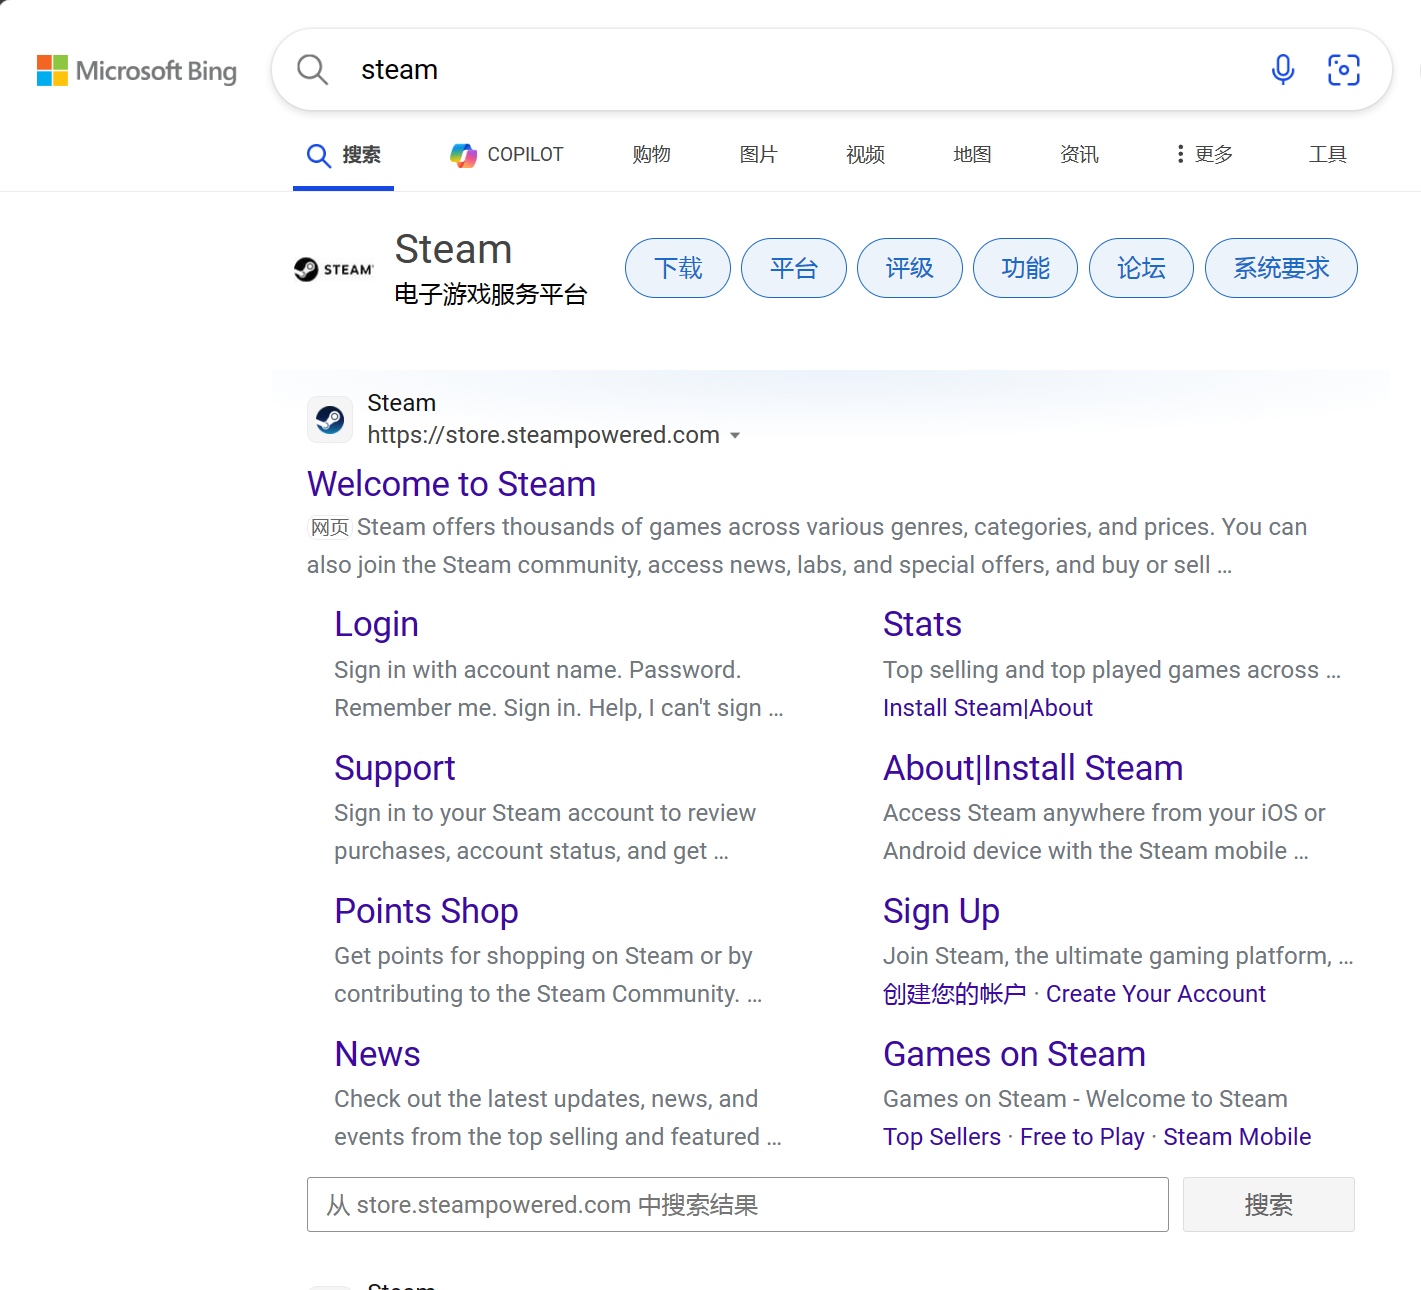 Microsoft Bing
steam
搜索 COPILOT 购物 图片 视频 地图 资讯 更多 工具
STEAM
Steam
电子游戏服务平台
下载 平台 评级 功能 论坛 系统要求
Steam
https://store.steampowered.com
Welcome to Steam
网页 Steam offers thousands of games across various genres, categories, and prices. You can
also join the Steam community, access news, labs, and special offers, and buy or sell ...
Login
Sign in with account name. Password.
Remember me. Sign in. Help, I can't sign ...
Stats
Top selling and top played games across ...
Install Steam|About
Support
Sign in to your Steam account to review
purchases, account status, and get ...
About|Install Steam
Access Steam anywhere from your iOS or
Android device with the Steam mobile ...
Points Shop
Get points for shopping on Steam or by
contributing to the Steam Community. ...
Sign Up
Join Steam, the ultimate gaming platform, ...
创建您的帐户 · Create Your Account
News
Check out the latest updates, news, and
events from the top selling and featured ...
Games on Steam
Games on Steam - Welcome to Steam
Top Sellers · Free to Play · Steam Mobile
从 store.steampowered.com 中搜索结果
搜索
Steam